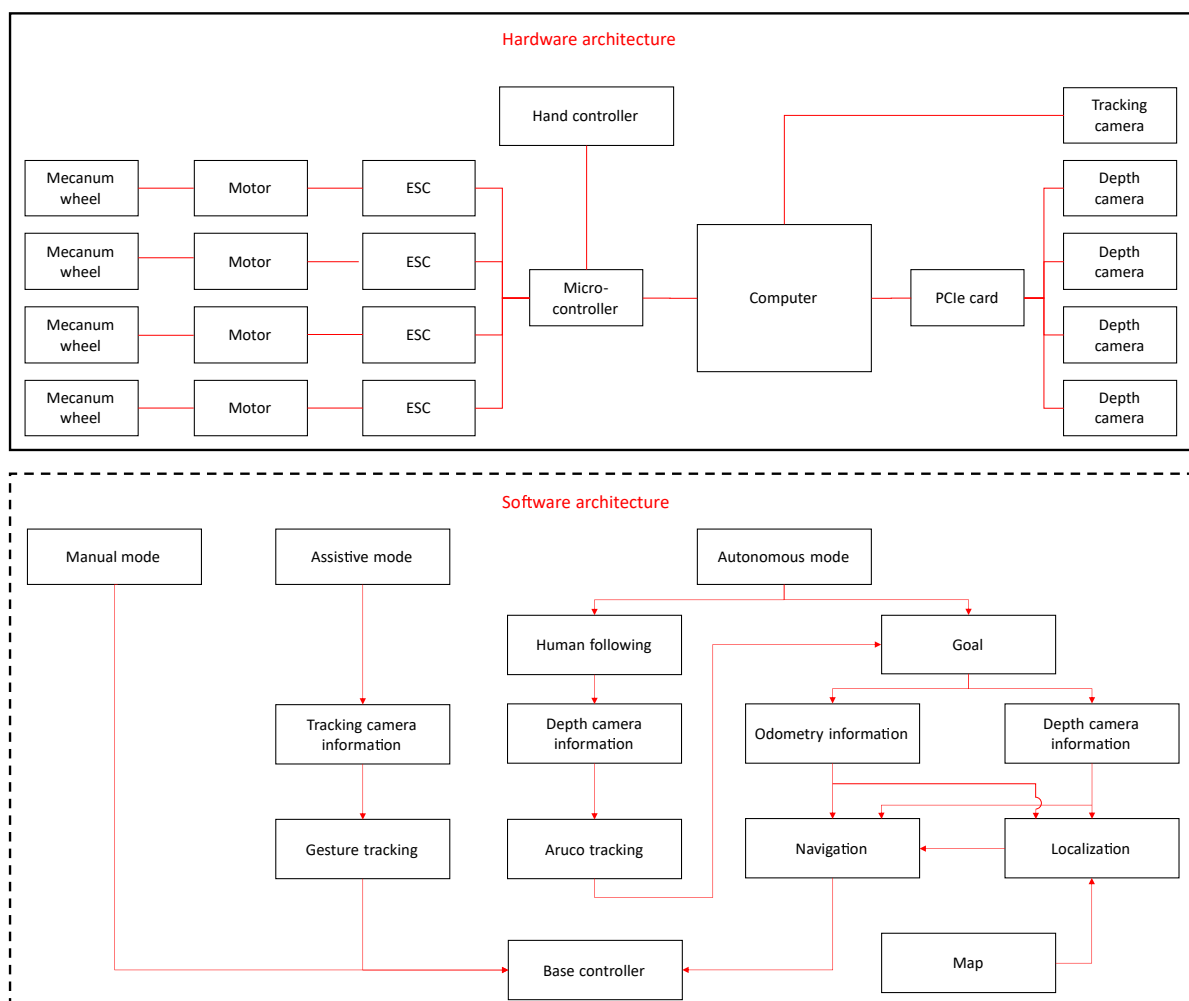 Hardware architecture
Hand controller
Tracking
camera
Mecanum
wheel
Motor
ESC
Depth
camera
Mecanum
wheel
Motor
ESC
Depth
camera
Micro-
controller
Computer
PCIe card
Mecanum
wheel
Motor
ESC
Depth
camera
Mecanum
wheel
Motor
ESC
Depth
camera
Software architecture
Manual mode
Assistive mode
Autonomous mode
Human following
Goal
Tracking camera
information
Depth camera
information
Odometry information
Depth camera
information
Gesture tracking
Aruco tracking
Navigation
Localization
Base controller
Map